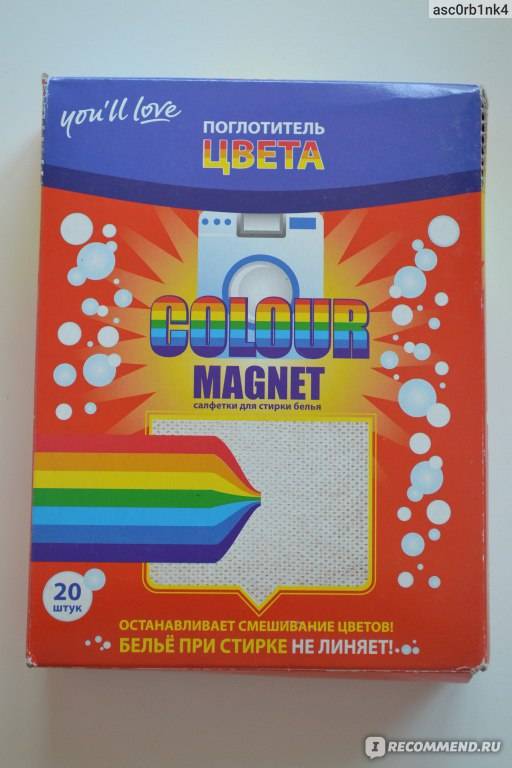 asc0rb1nk4
you'll love
ПОГЛОТИТЕЛЬ
ЦВЕТА
COLOUR
MAGNET
салфетки для стирки белья
20
штук
ОСТАНАВЛИВАЕТ СМЕШИВАНИЕ ЦВЕТОВ!
БЕЛЬЁ ПРИ СТИРКЕ НЕ ЛИНЯЕТ!
IRECOMMEND.RU